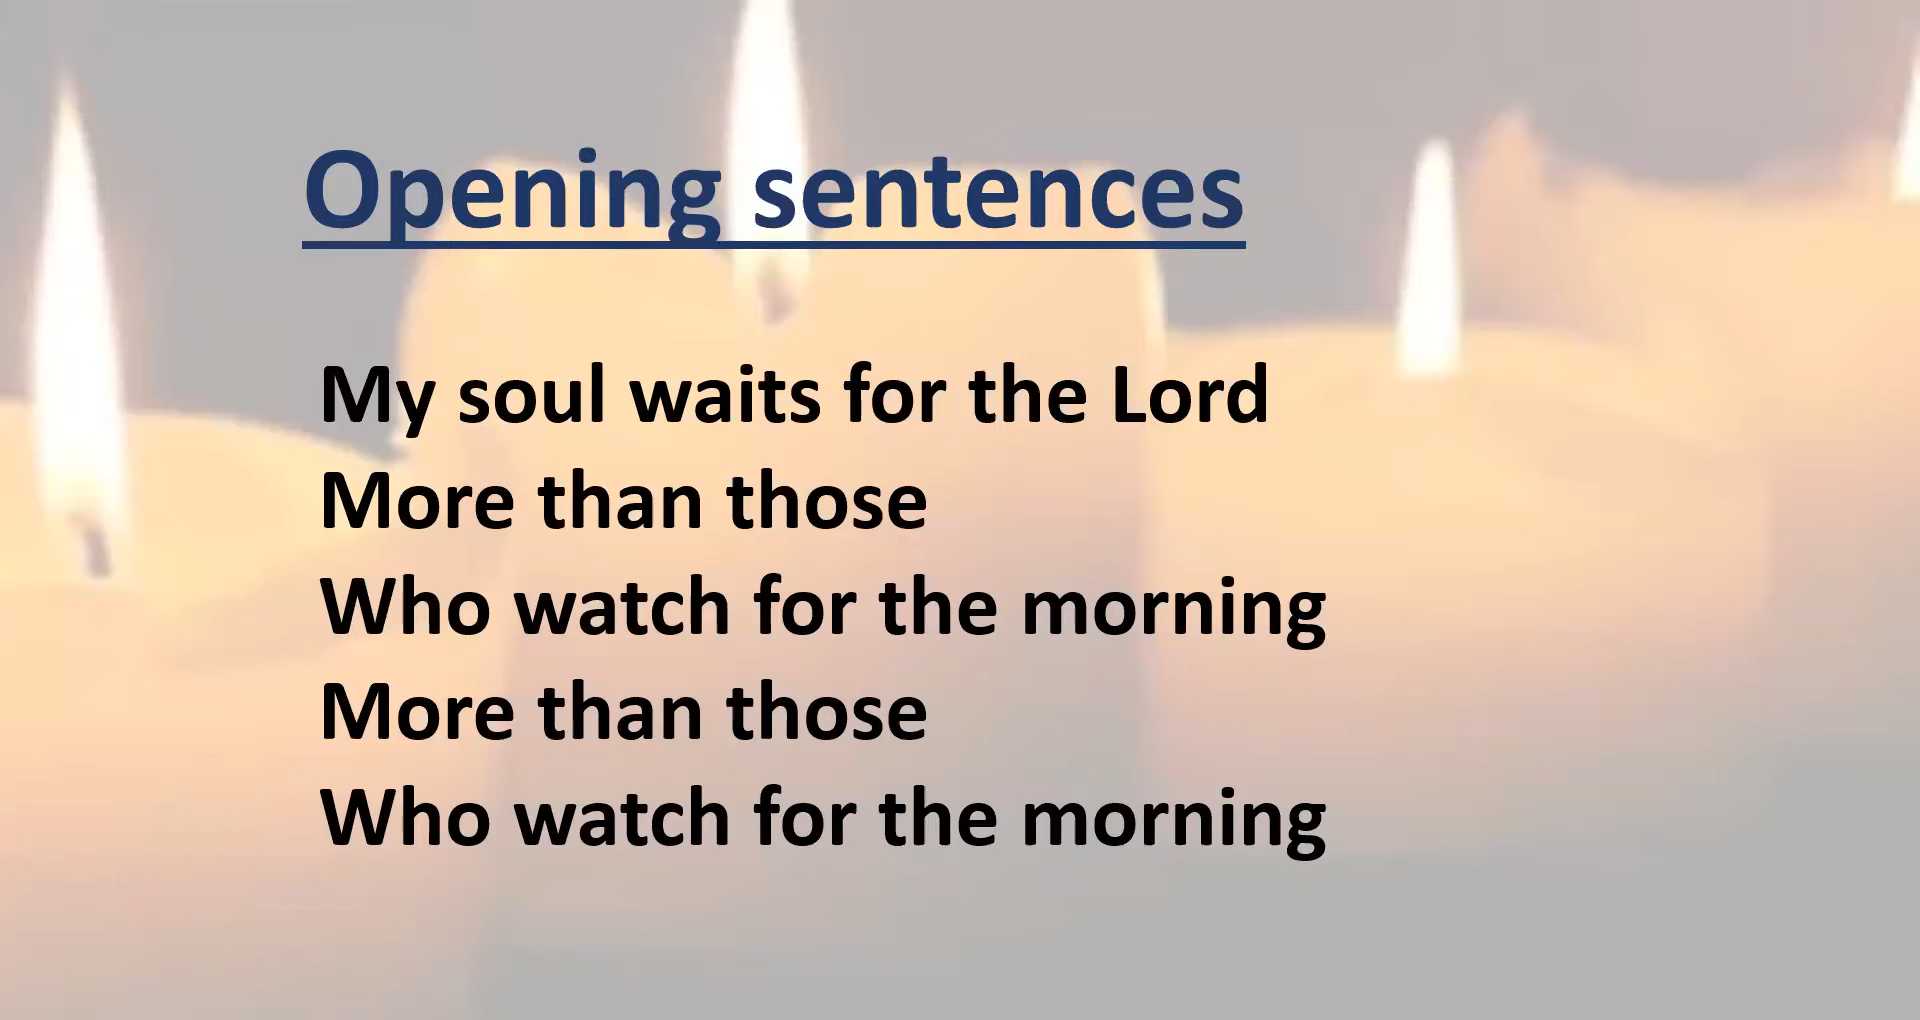 Opening sentences
My soul waits for the Lord
More than those
Who watch for the morning
More than those
Who watch for the morning